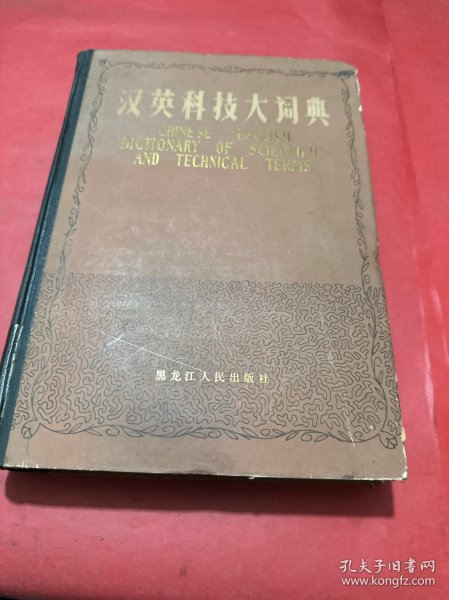 汉英科技大词典
CHINESE ENGLISH
DICTIONARY OF SCIENTIFIC
AND TECHNICAL TERMS
黑龙江人民出版社
孔夫子旧书网
www.kongfz.com